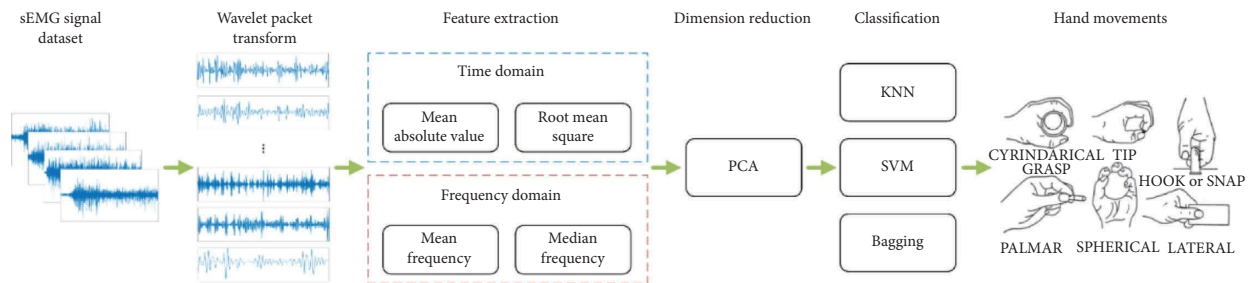 sEMG signal
dataset
Wavelet packet
transform
Feature extraction
Dimension reduction
Classification
Hand movements
Time domain
Mean
absolute value
Root mean
square
Frequency domain
Mean
frequency
Median
frequency
PCA
KNN
SVM
Bagging
CYRINDARICAL
GRASP
TIP
HOOK or SNAP
PALMAR
SPHERICAL
LATERAL